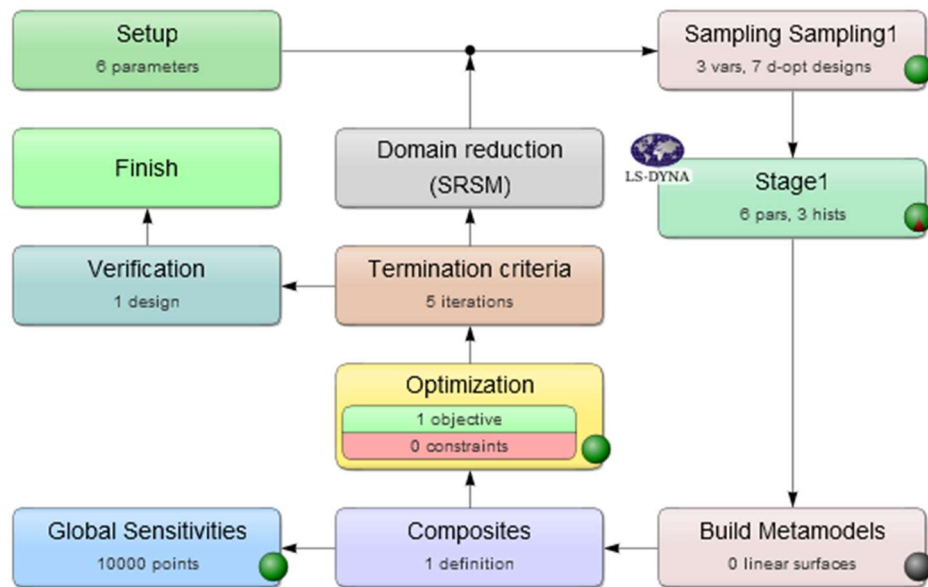 Setup
6 parameters
Sampling Sampling1
3 vars, 7 d-opt designs
Finish
Domain reduction
(SRSM)
LS-DYNA
Stage1
6 pars, 3 hists
Verification
1 design
Termination criteria
5 iterations
Optimization
1 objective
0 constraints
Global Sensitivities
10000 points
Composites
1 definition
Build Metamodels
0 linear surfaces